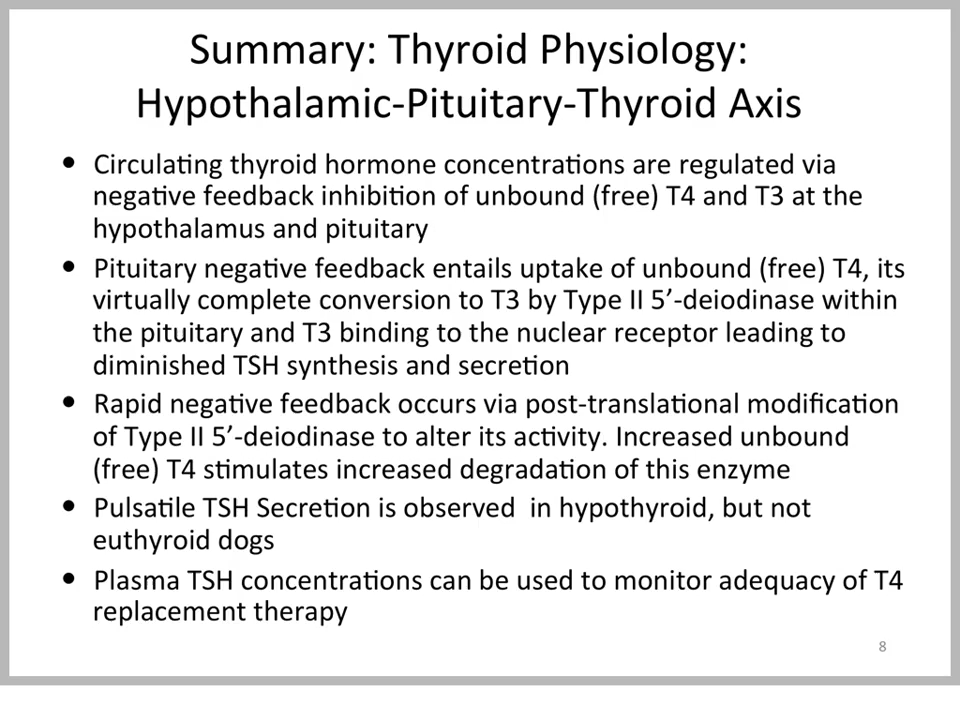 Summary: Thyroid Physiology:
Hypothalamic-Pituitary-Thyroid Axis
• Circulating thyroid hormone concentrations are regulated via
negative feedback inhibition of unbound (free) T4 and T3 at the
hypothalamus and pituitary
• Pituitary negative feedback entails uptake of unbound (free) T4, its
virtually complete conversion to T3 by Type II 5’-deiodinase within
the pituitary and T3 binding to the nuclear receptor leading to
diminished TSH synthesis and secretion
• Rapid negative feedback occurs via post-translational modification
of Type II 5’-deiodinase to alter its activity. Increased unbound
(free) T4 stimulates increased degradation of this enzyme
• Pulsatile TSH Secretion is observed  in hypothyroid, but not
euthyroid dogs
• Plasma TSH concentrations can be used to monitor adequacy of T4
replacement therapy
8